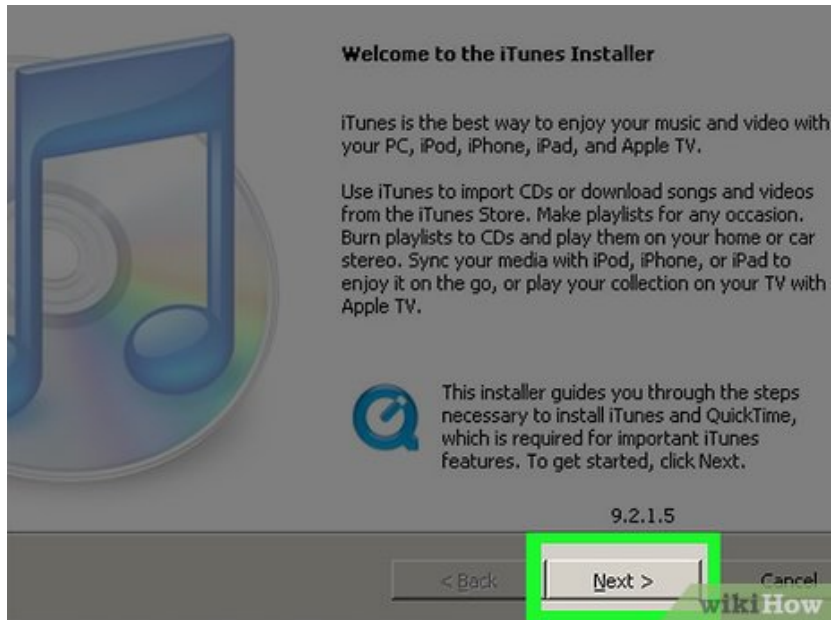 Welcome to the iTunes Installer
iTunes is the best way to enjoy your music and video with
your PC, iPod, iPhone, iPad, and Apple TV.
Use iTunes to import CDs or download songs and videos
from the iTunes Store. Make playlists for any occasion.
Burn playlists to CDs and play them on your home or car
stereo. Sync your media with iPod, iPhone, or iPad to
enjoy it on the go, or play your collection on your TV with
Apple TV.
This installer guides you through the steps
necessary to install iTunes and QuickTime,
which is required for important iTunes
features. To get started, click Next.
9.2.1.5
< Back Next > Cancel
wikiHow